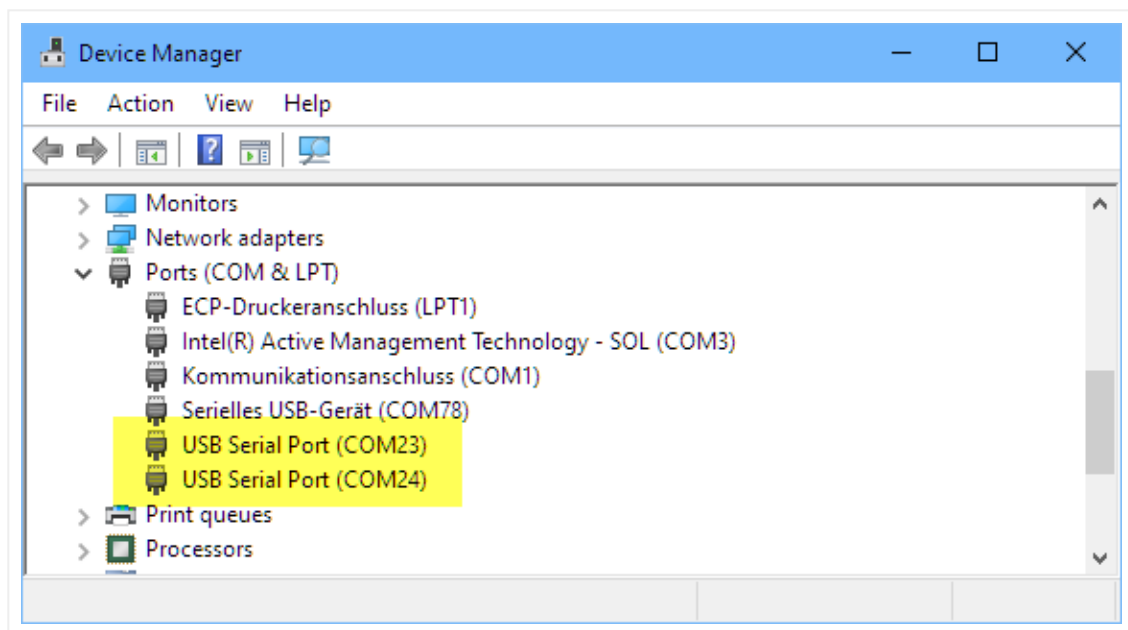 Device Manager
File Action View Help
Monitors
Network adapters
Ports (COM & LPT)
ECP-Druckeranschluss (LPT1)
Intel(R) Active Management Technology - SOL (COM3)
Kommunikationsanschluss (COM1)
Serielles USB-Gerät (COM78)
USB Serial Port (COM23)
USB Serial Port (COM24)
Print queues
Processors